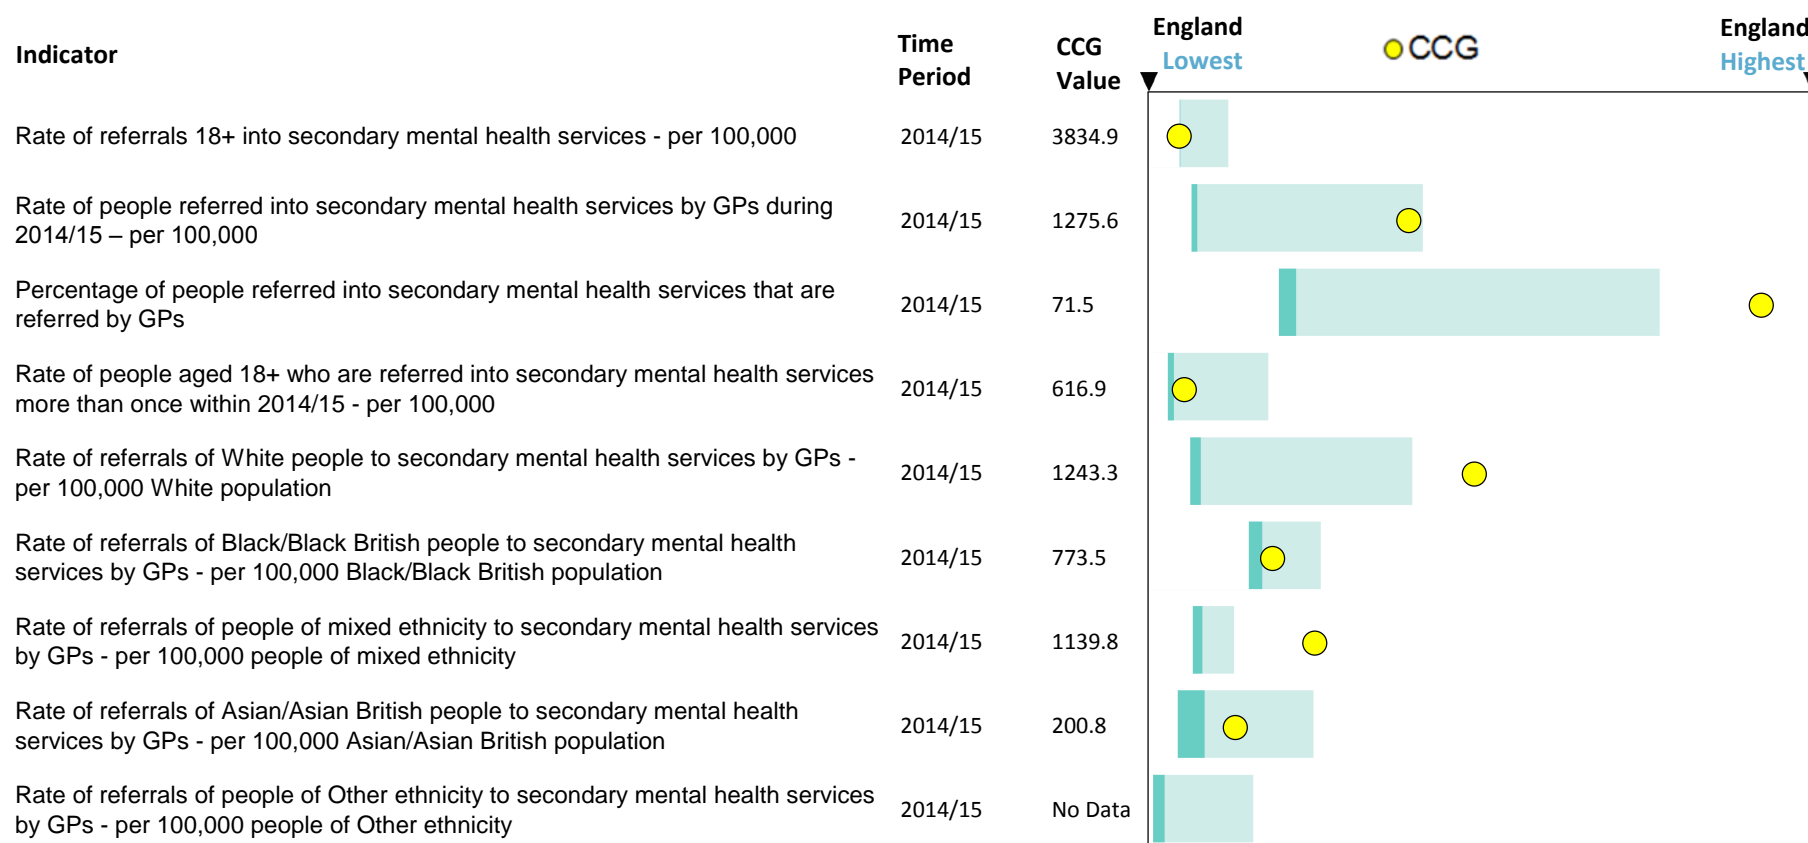 Indicator
Time Period
CCG Value
England Lowest
CCG
England Highest
Rate of referrals 18+ into secondary mental health services - per 100,000
2014/15
3834.9
Rate of people referred into secondary mental health services by GPs during
2014/15 – per 100,000
2014/15
1275.6
Percentage of people referred into secondary mental health services that are
referred by GPs
2014/15
71.5
Rate of people aged 18+ who are referred into secondary mental health services
more than once within 2014/15 - per 100,000
2014/15
616.9
Rate of referrals of White people to secondary mental health services by GPs -
per 100,000 White population
2014/15
1243.3
Rate of referrals of Black/Black British people to secondary mental health
services by GPs - per 100,000 Black/Black British population
2014/15
773.5
Rate of referrals of people of mixed ethnicity to secondary mental health services
by GPs - per 100,000 people of mixed ethnicity
2014/15
1139.8
Rate of referrals of Asian/Asian British people to secondary mental health
services by GPs - per 100,000 Asian/Asian British population
2014/15
200.8
Rate of referrals of people of Other ethnicity to secondary mental health services
by GPs - per 100,000 people of Other ethnicity
2014/15
No Data